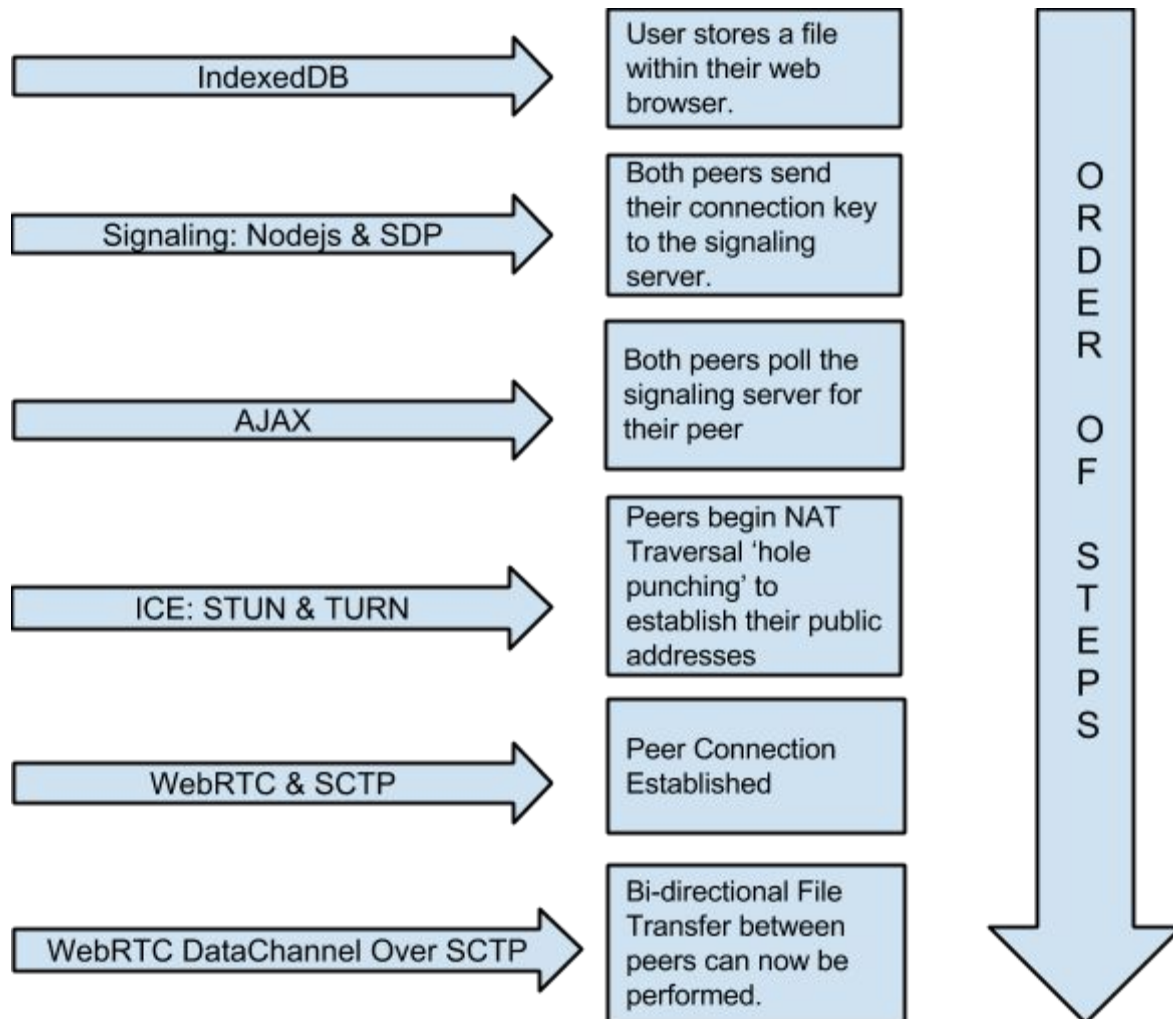 IndexedDB
User stores a file
within their web
browser.
Signaling: Nodejs & SDP
Both peers send
their connection key
to the signaling
server.
AJAX
Both peers poll the
signaling server for
their peer
ICE: STUN & TURN
Peers begin NAT
Traversal ‘hole
punching’ to
establish their public
addresses
WebRTC & SCTP
Peer Connection
Established
WebRTC DataChannel Over SCTP
Bi-directional File
Transfer between
peers can now be
performed.
ORDER OF STEPS